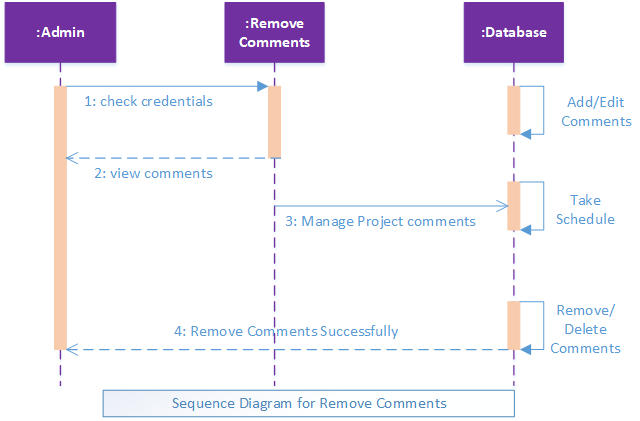 :Admin
:Remove
Comments
:Database
1: check credentials
Add/Edit
Comments
2: view comments
3: Manage Project comments
Take
Schedule
4: Remove Comments Successfully
Remove/
Delete
Comments
Sequence Diagram for Remove Comments